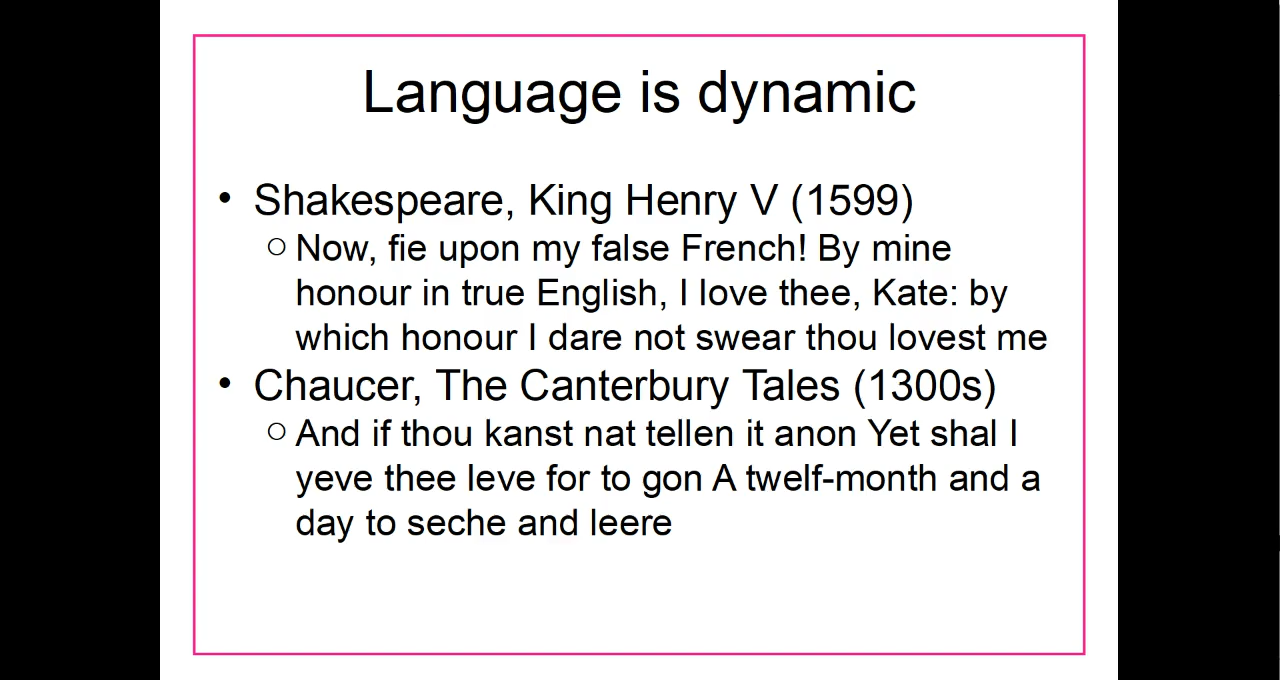 Language is dynamic
• Shakespeare, King Henry V (1599)
○ Now, fie upon my false French! By mine
honour in true English, I love thee, Kate: by
which honour I dare not swear thou lovest me
• Chaucer, The Canterbury Tales (1300s)
○ And if thou kanst nat tellen it anon Yet shal I
yeve thee leve for to gon A twelf-month and a
day to seche and leere